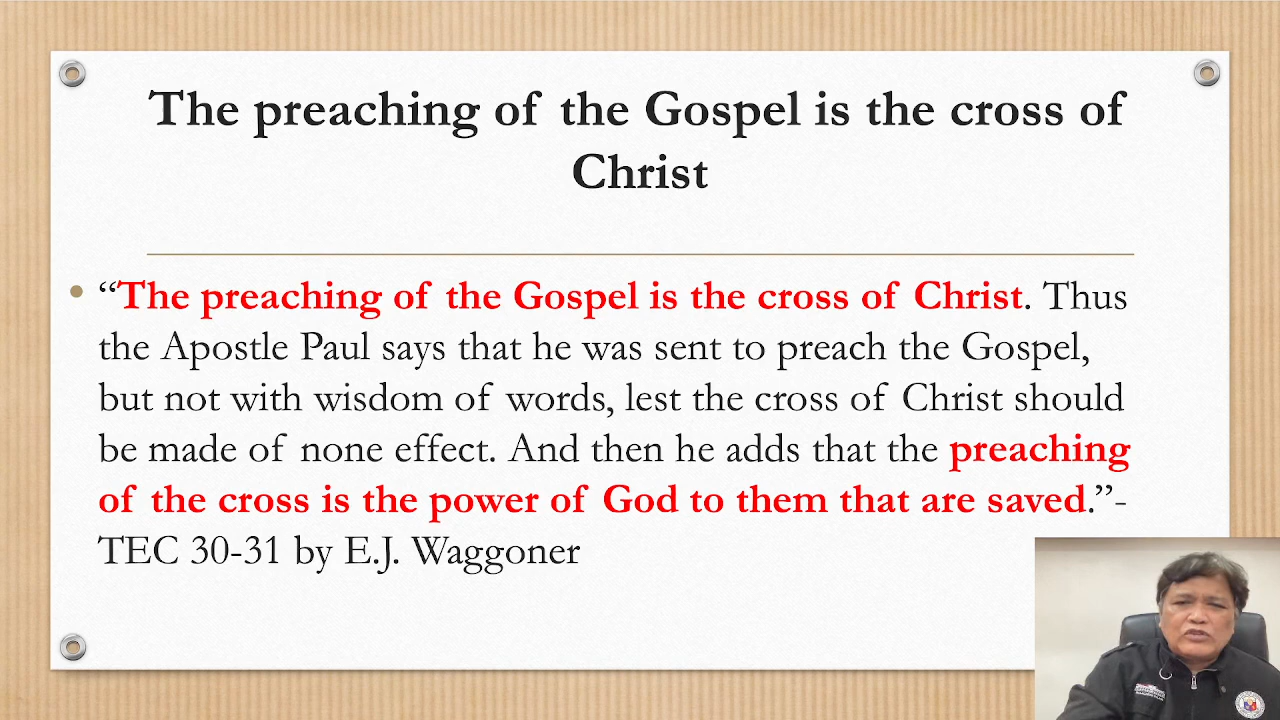 The preaching of the Gospel is the cross of
Christ
• “The preaching of the Gospel is the cross of Christ. Thus
the Apostle Paul says that he was sent to preach the Gospel,
but not with wisdom of words, lest the cross of Christ should
be made of none effect. And then he adds that the preaching
of the cross is the power of God to them that are saved.”-
TEC 30-31 by E.J. Waggoner